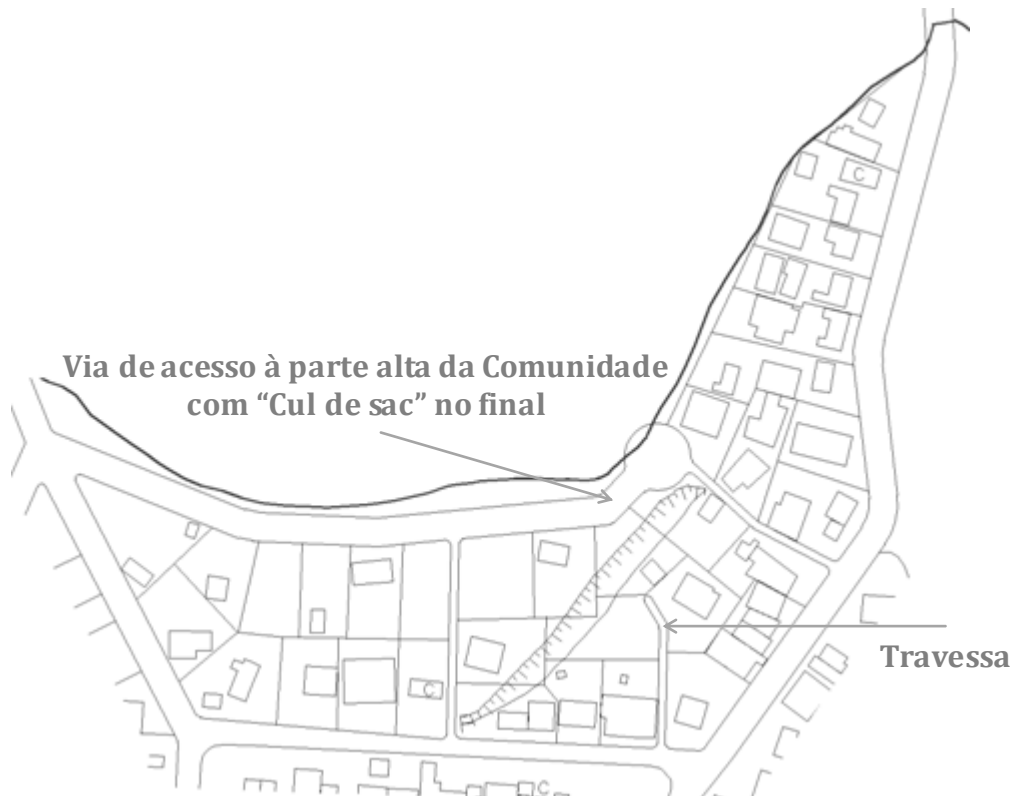 C
Via de acesso à parte alta da Comunidade
com “Cul de sac” no final
Travessa
C
C